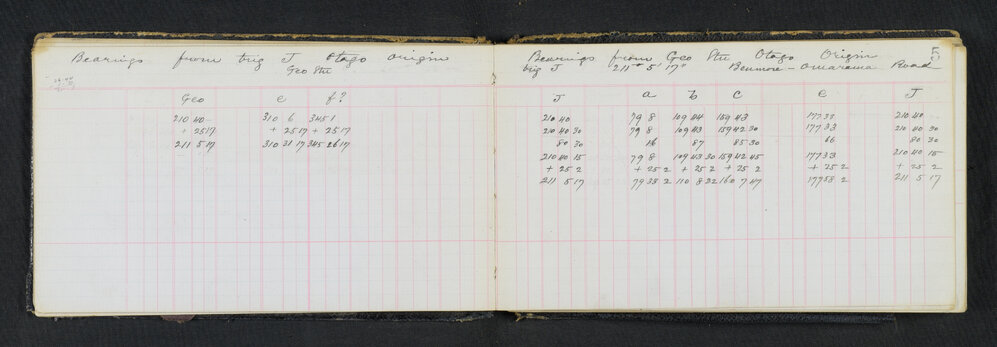 Bearings from trig J Otago origin
Geo Stn
Geo e f?
210 40 310 6 345 1
+ 25 17 + 25 17 + 25 17
211 5 17 310 31 17 345 26 17
55
Bearings from Geo Stn Otago Origin
trig J 211° 5' 17" Benmore - Omarama Road
J a b c e J
210 40 79 8 109 44 159 43 177 33 210 40
210 40 30 79 8 109 43 159 42 30 177 33 210 40 30
80 30 16 87 85 30 66 80 30
210 40 15 79 8 109 43 30 159 42 45 177 33 210 40 15
+ 25 2 + 25 2 + 25 2 + 25 2 + 25 2 + 25 2
211 5 17 79 33 2 110 8 32 160 7 47 177 58 2 211 5 17